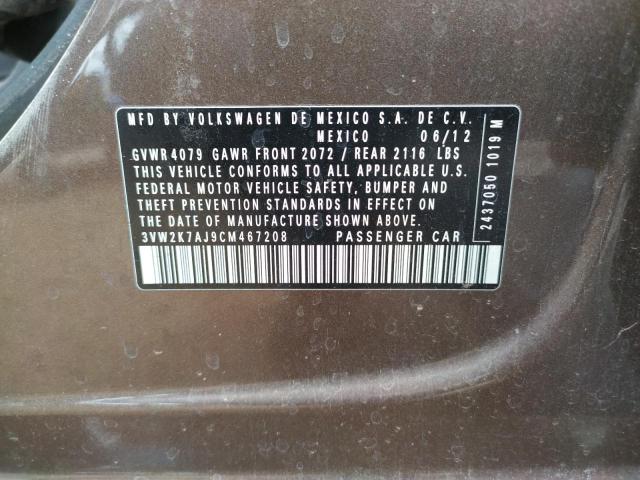 MFD BY VOLKSWAGEN DE MEXICO S.A. DE C.V.
MEXICO 06/12
GVWR 4079 GAWR FRONT 2072 / REAR 2116 LBS
THIS VEHICLE CONFORMS TO ALL APPLICABLE U.S.
FEDERAL MOTOR VEHICLE SAFETY, BUMPER AND
THEFT PREVENTION STANDARDS IN EFFECT ON
THE DATE OF MANUFACTURE SHOWN ABOVE.
3VW2K7AJ9CM467208 PASSENGER CAR
2437050 1019 M